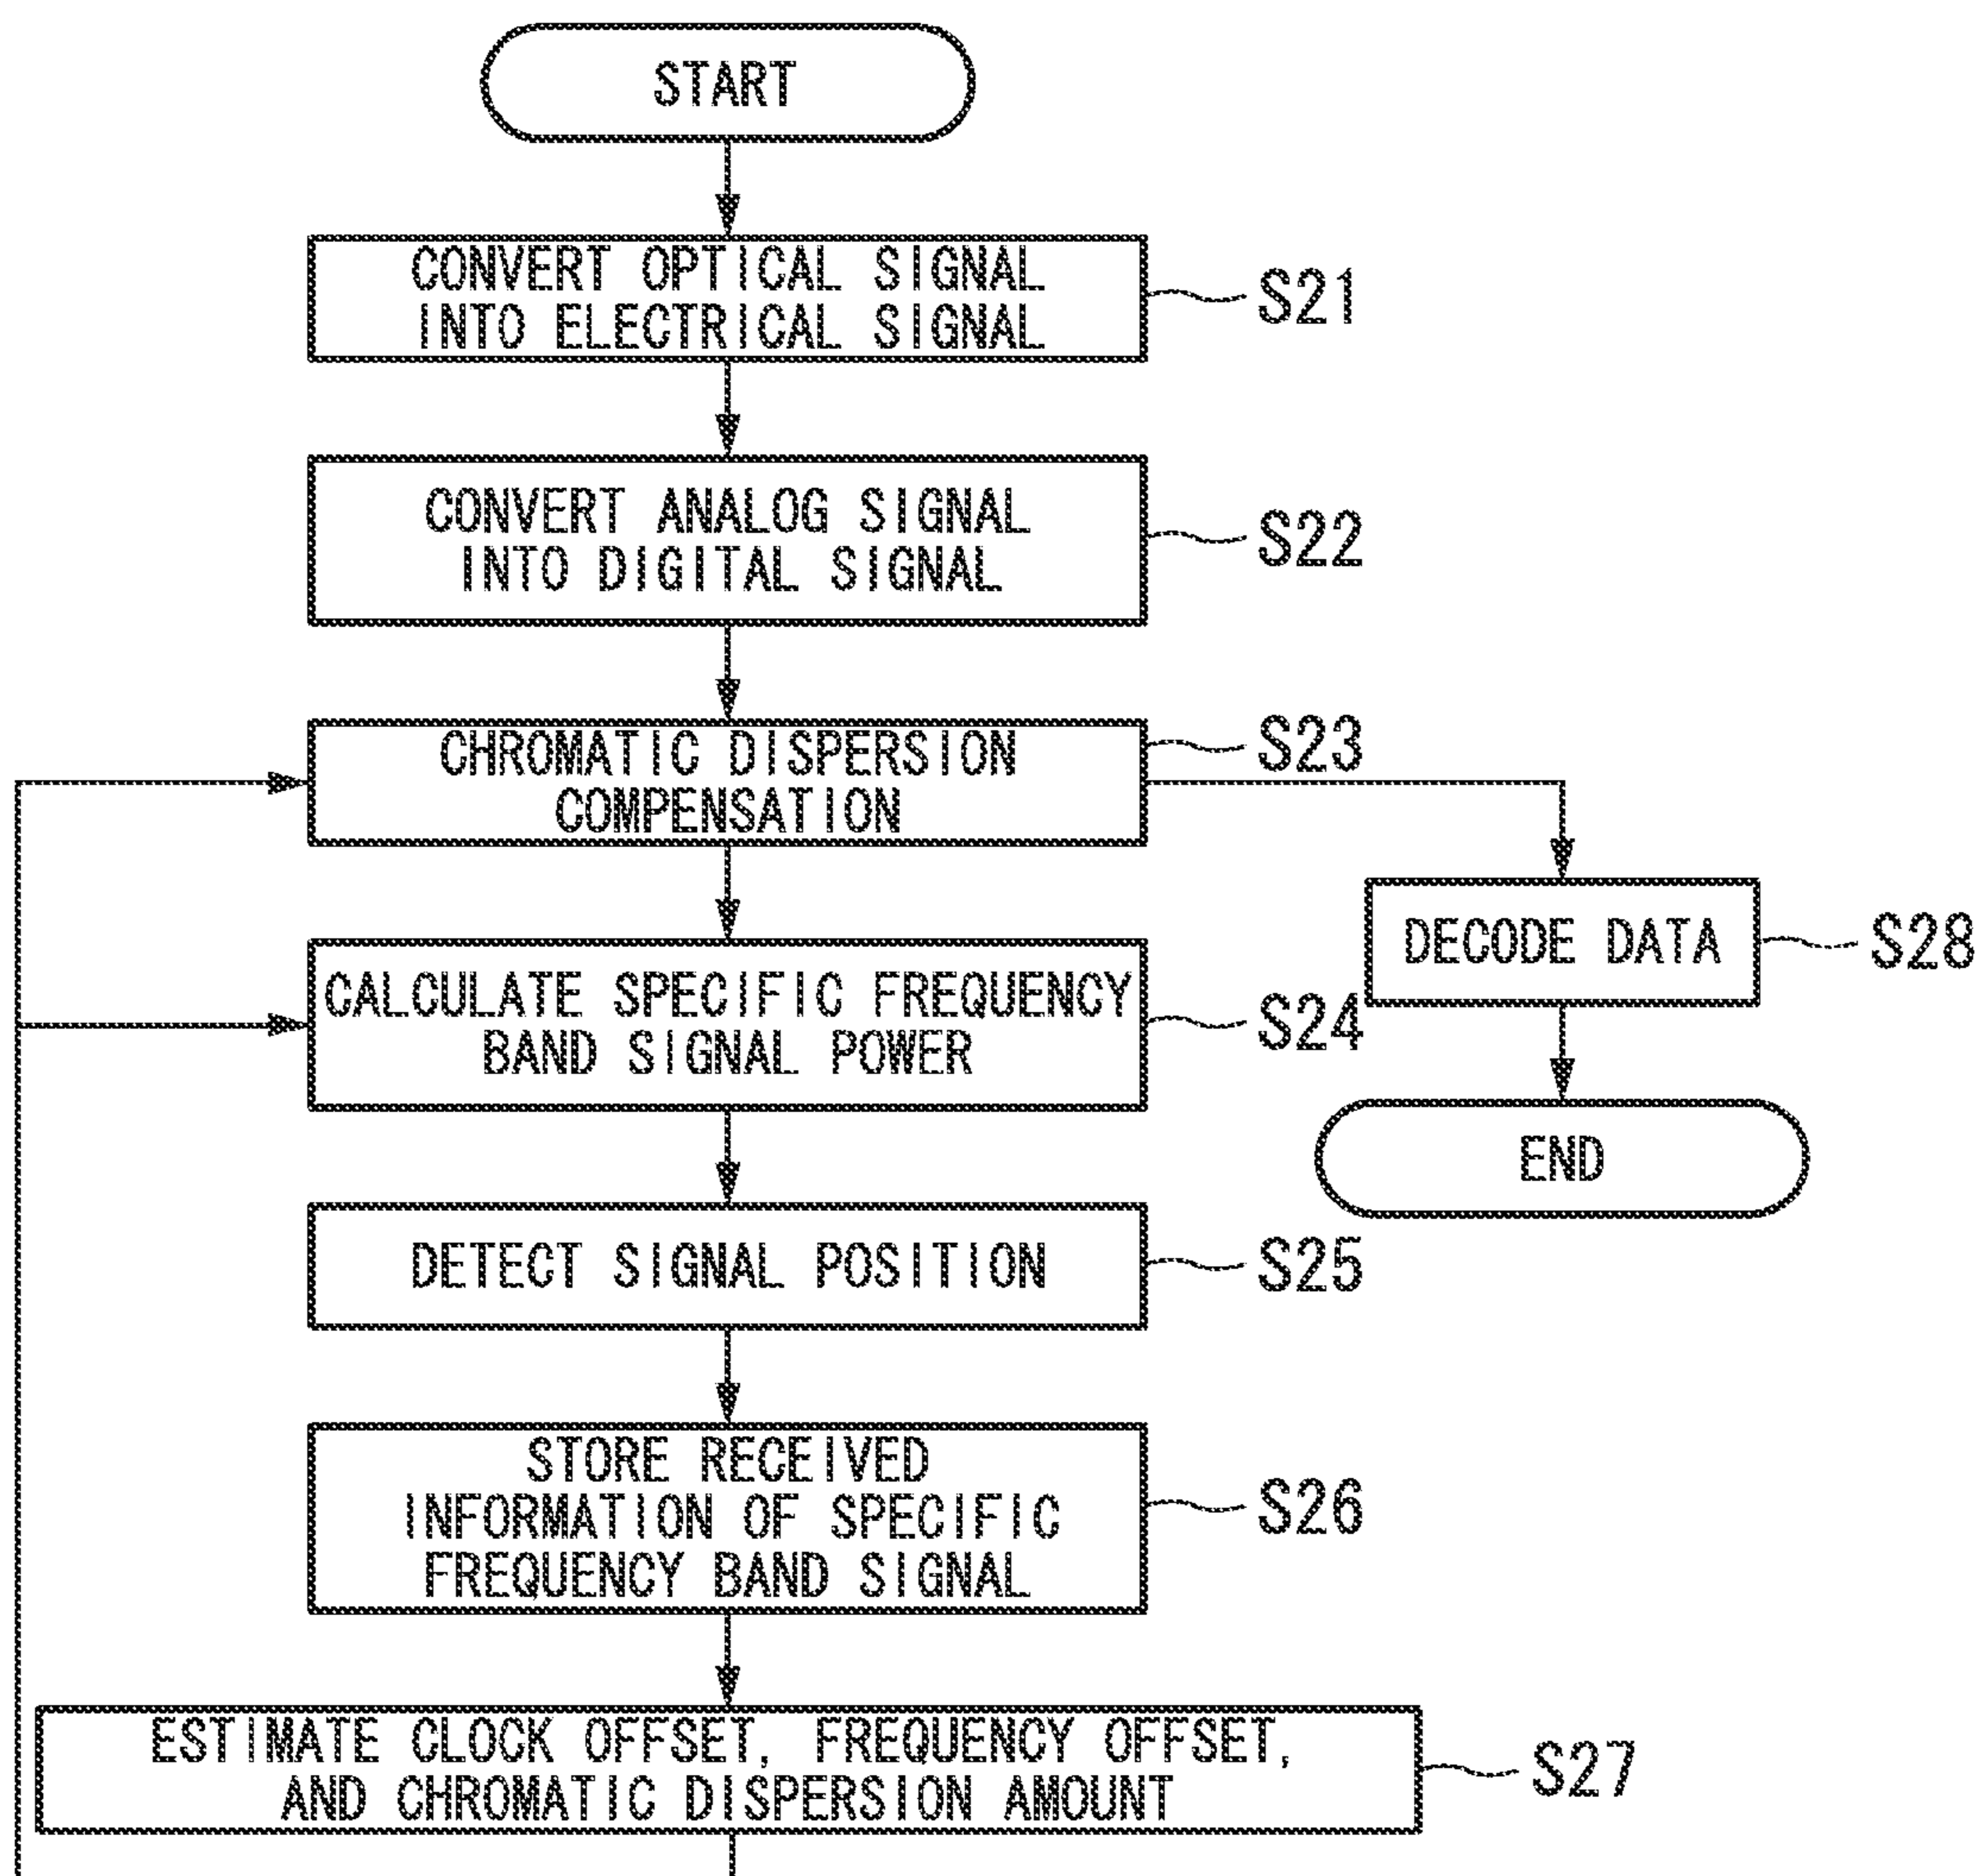 START
CONVERT OPTICAL SIGNAL
INTO ELECTRICAL SIGNAL
S21
CONVERT ANALOG SIGNAL
INTO DIGITAL SIGNAL
S22
CHROMATIC DISPERSION
COMPENSATION
S23
DECODE DATA
S28
CALCULATE SPECIFIC FREQUENCY
BAND SIGNAL POWER
S24
END
DETECT SIGNAL POSITION
S25
STORE RECEIVED
INFORMATION OF SPECIFIC
FREQUENCY BAND SIGNAL
S26
ESTIMATE CLOCK OFFSET, FREQUENCY OFFSET,
AND CHROMATIC DISPERSION AMOUNT
S27